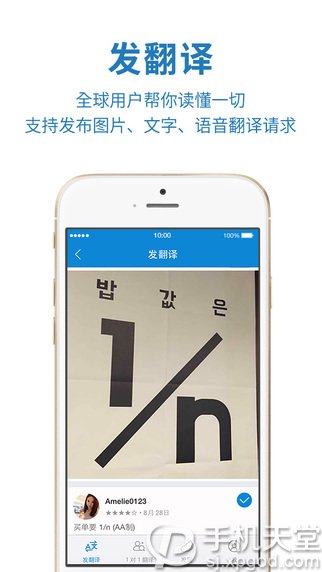 发翻译
全球用户帮你读懂一切
支持发布图片、文字、语音翻译请求
10:00
100%
发翻译
밥 값 은
1/n
Amelie0123
★★★★☆ • 8月28日
买单要 1/n (AA制)
发翻译
1对1翻译
手机天堂
sj.xpgod.com